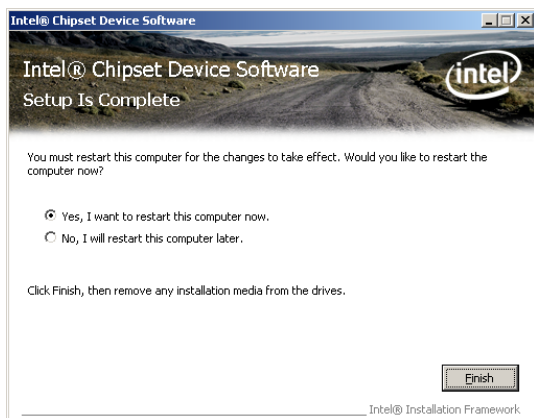 Intel® Chipset Device Software
Intel® Chipset Device Software
intel
Setup Is Complete
You must restart this computer for the changes to take effect. Would you like to restart the
computer now?
Yes, I want to restart this computer now.
No, I will restart this computer later.
Click Finish, then remove any installation media from the drives.
Finish
Intel® Installation Framework